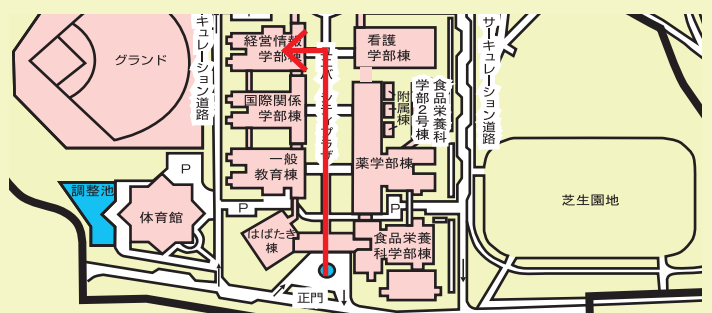 グランド
サーキュレーション道路
経営情報
学部棟
看護
学部棟
サーキュレーション道路
国際関係
学部棟
附属棟
食品栄養科
学部2号棟
一般
教育棟
薬学部棟
P
調整池
体育館
P
P
芝生園地
はばたき
棟
食品栄養
科学部棟
正門